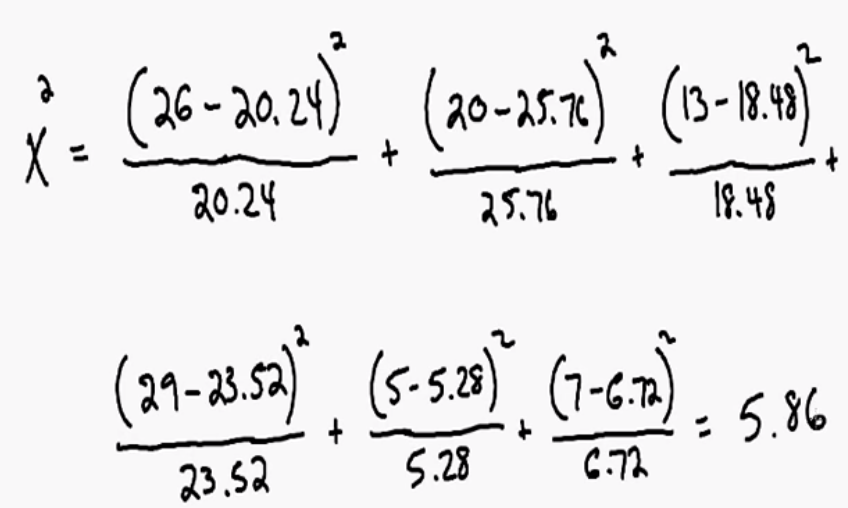 X² = (26-20.24)²/20.24 + (20-25.76)²/25.76 + (13-18.48)²/18.48 +
(29-23.52)²/23.52 + (5-5.28)²/5.28 + (7-6.72)²/6.72 = 5.86